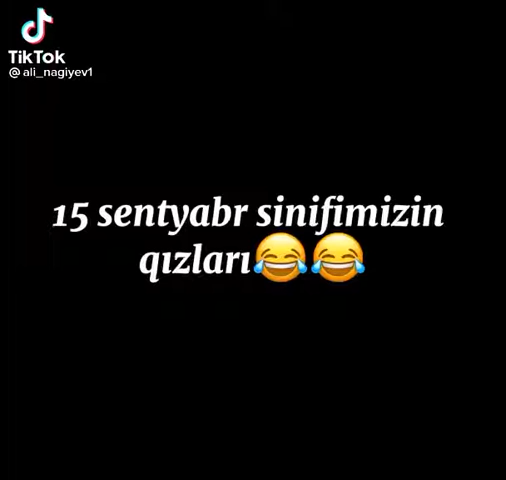 TikTok
@ali_nagiyev1
15 sentyabr sinifimizin
qızları😂😂